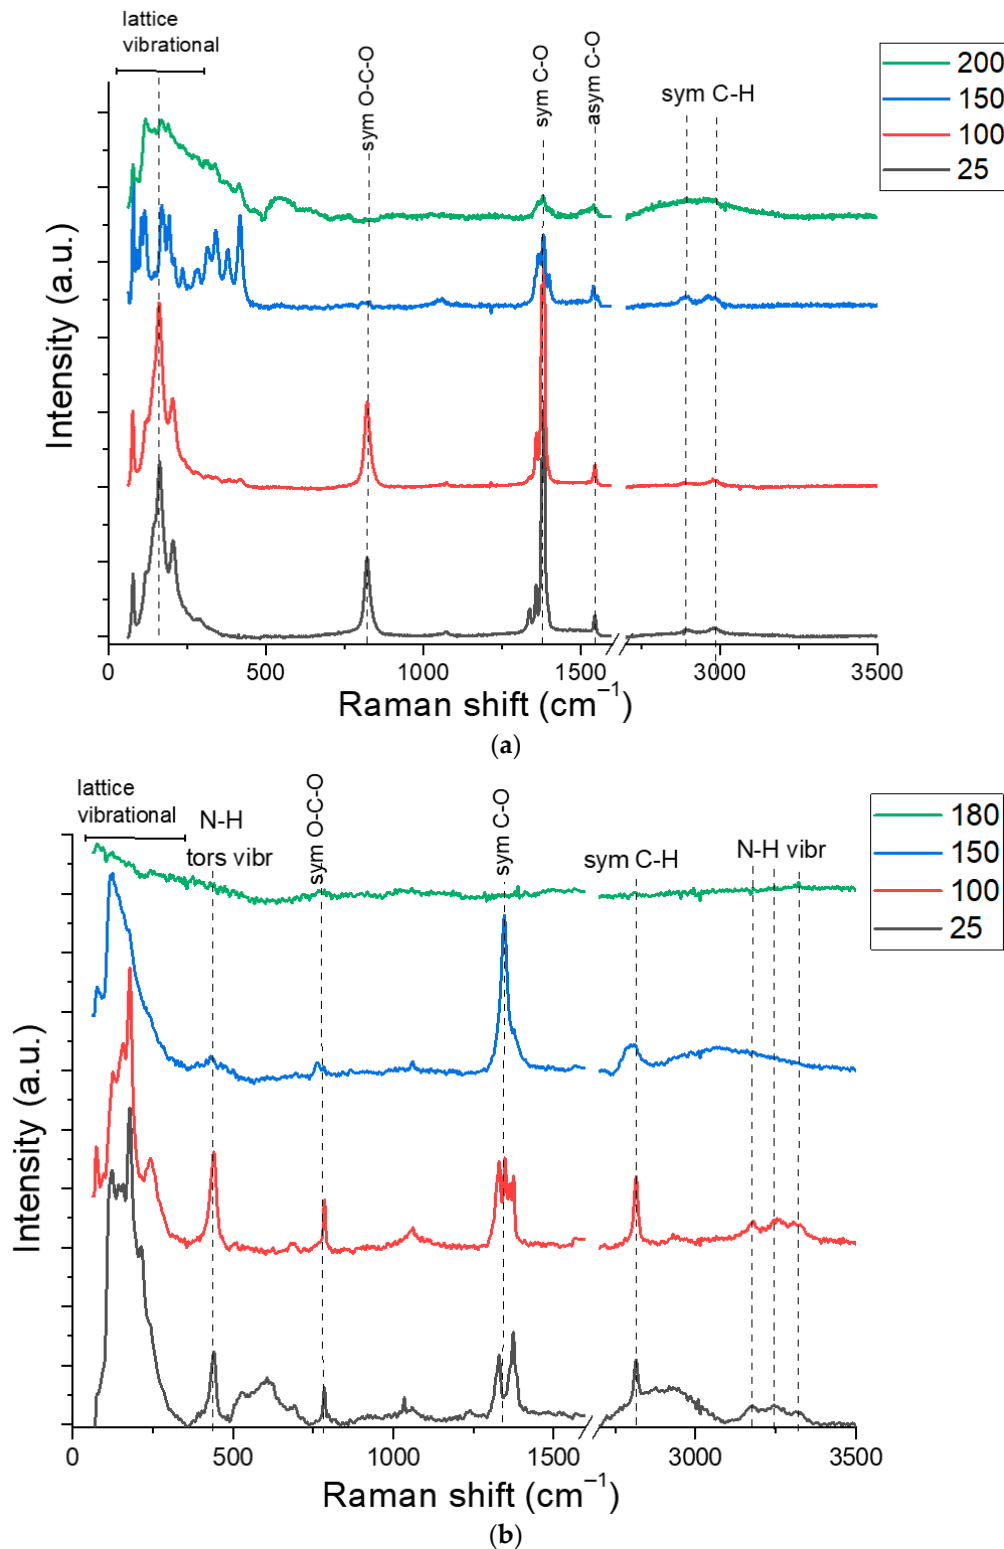 lattice
vibrational
sym O-C-O
sym C-O
asym C-O
sym C-H
200
150
100
25
Intensity (a.u.)
0
500
1000
1500
3000
3500
Raman shift (cm⁻¹)
(a)
lattice
vibrational
N-H
tors vibr
sym O-C-O
sym C-O
sym C-H
N-H vibr
180
150
100
25
Intensity (a.u.)
0
500
1000
1500
3000
3500
Raman shift (cm⁻¹)
(b)